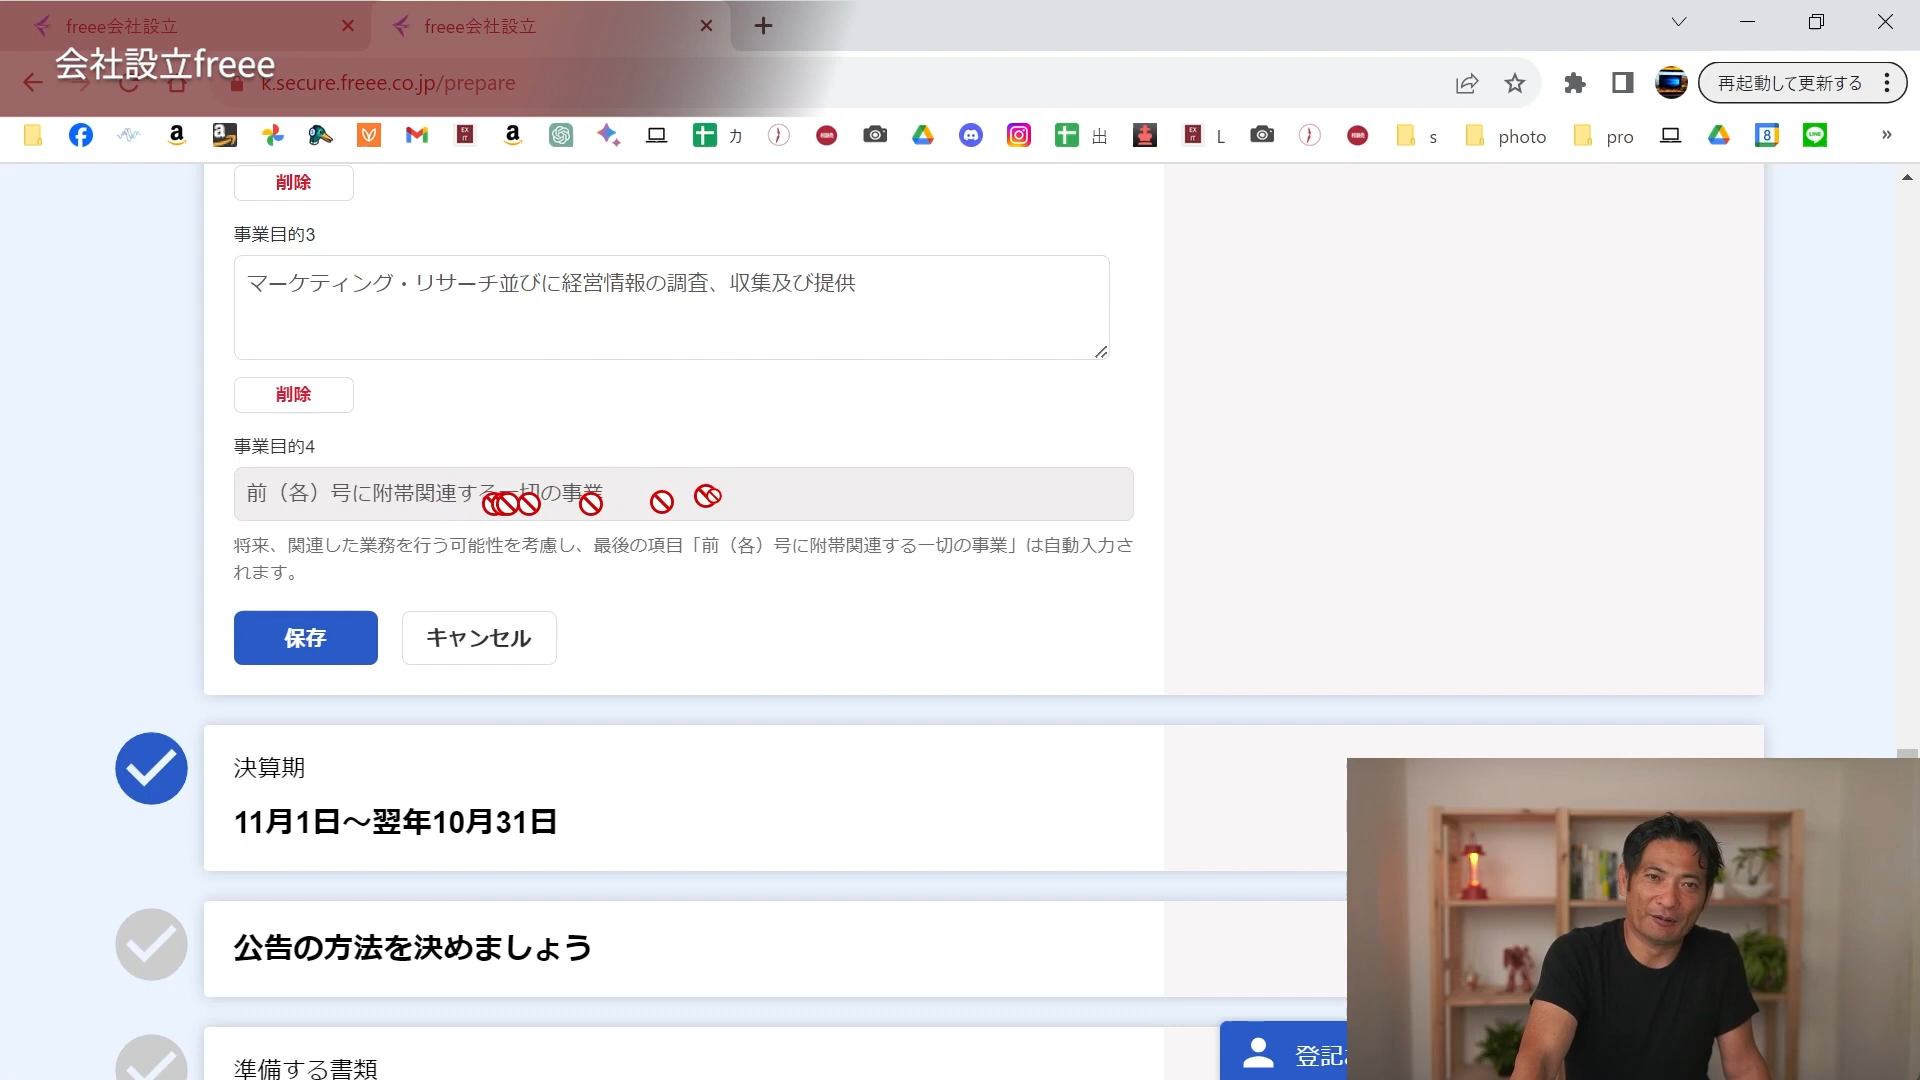 freee会社設立
freee会社設立
会社設立freee
k.secure.freee.co.jp/prepare
再起動して更新する
カ
出
L
s
photo
pro
»
削除
事業目的3
マーケティング・リサーチ並びに経営情報の調査、収集及び提供
削除
事業目的4
前（各）号に附帯関連する一切の事業
将来、関連した業務を行う可能性を考慮し、最後の項目「前（各）号に附帯関連する一切の事業」は自動入力さ
れます。
保存
キャンセル
決算期
11月1日〜翌年10月31日
公告の方法を決めましょう
準備する書類
登記